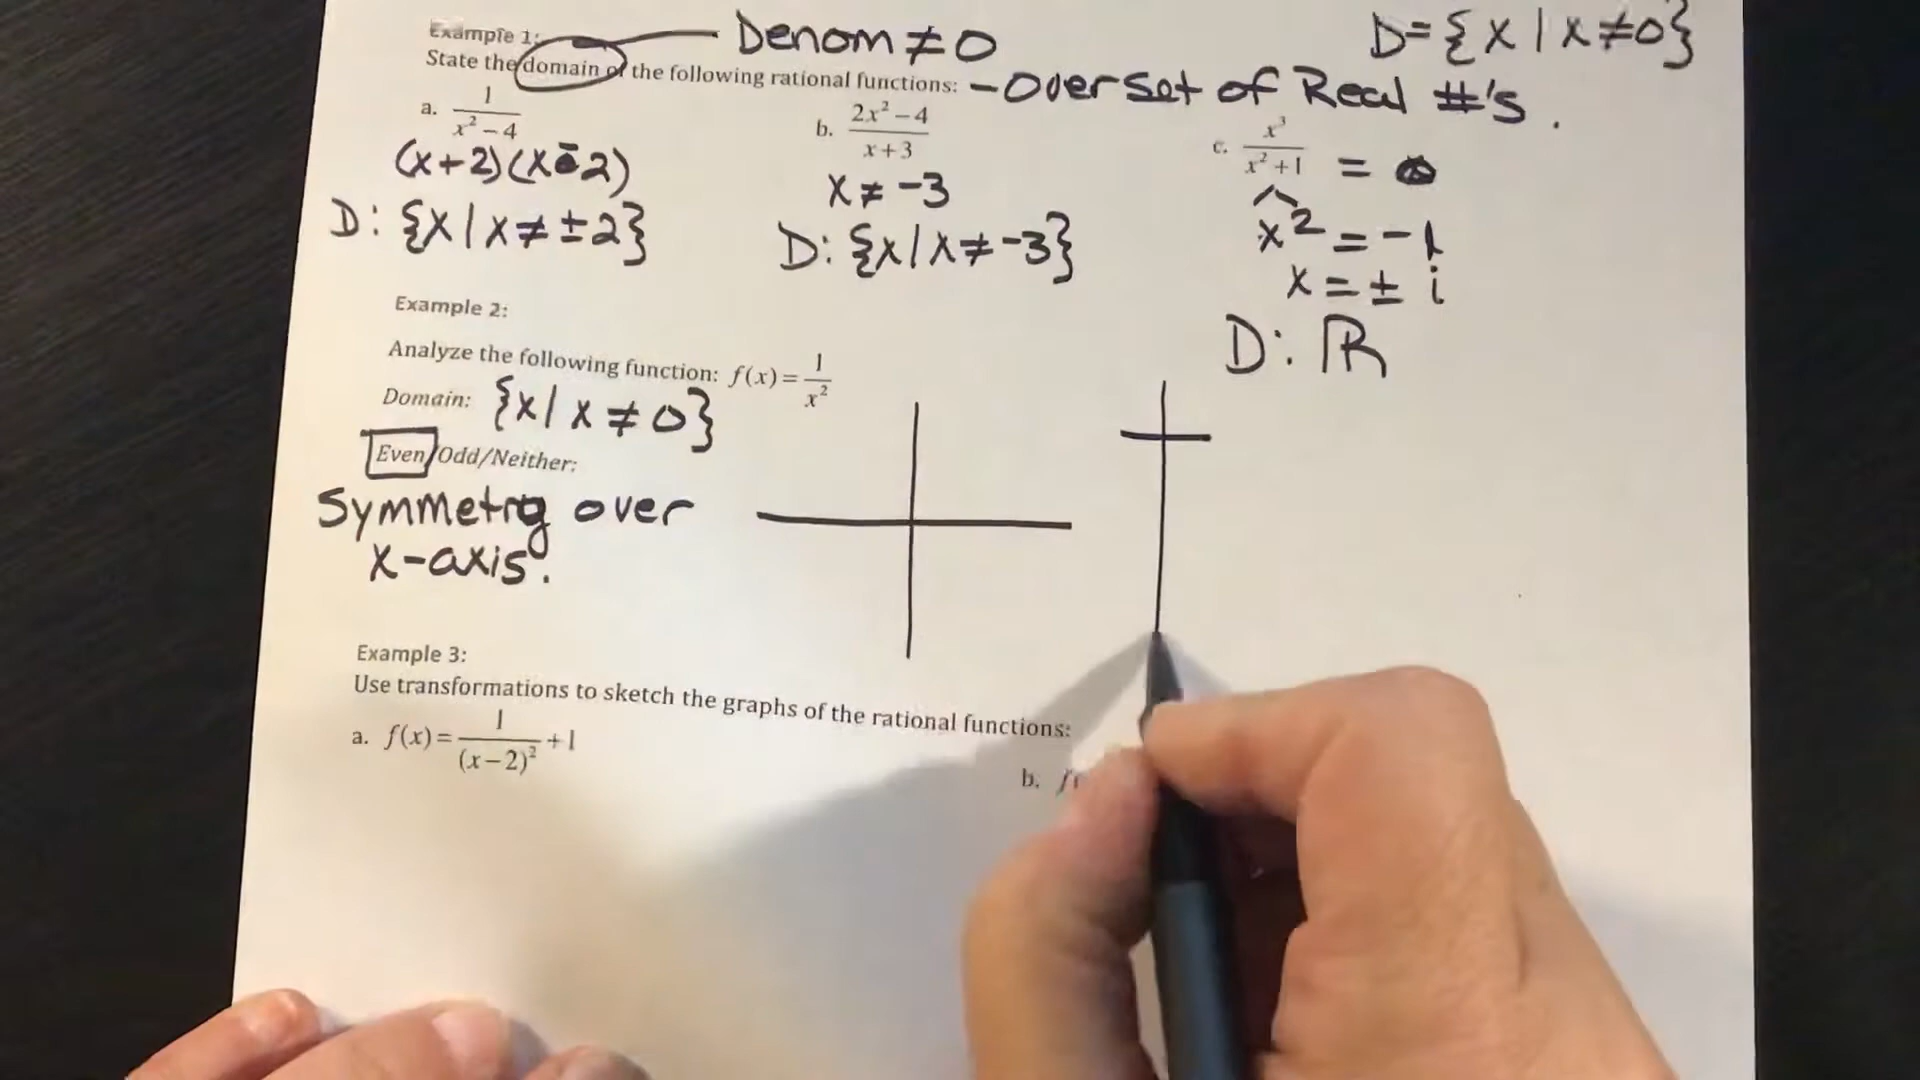 Example 1: Denom ≠ 0 D = {x | x ≠ 0}
State the domain of the following rational functions: – over set of Real #'s.
a. 1/(x² − 4) b. (2x² − 4)/(x + 3) c. x³/(x² + 1) = 0
(x+2)(x−2) x ≠ −3 x² = −1
D: {x | x ≠ ±2} D: {x | x ≠ −3} x = ± i
D: ℝ
Example 2:
Analyze the following function: f(x) = 1/x²
Domain: {x | x ≠ 0}
Even/Odd/Neither:
Symmetry over
x-axis.
Example 3:
Use transformations to sketch the graphs of the rational functions:
a. f(x) = 1/(x − 2)² + 1
b. f(